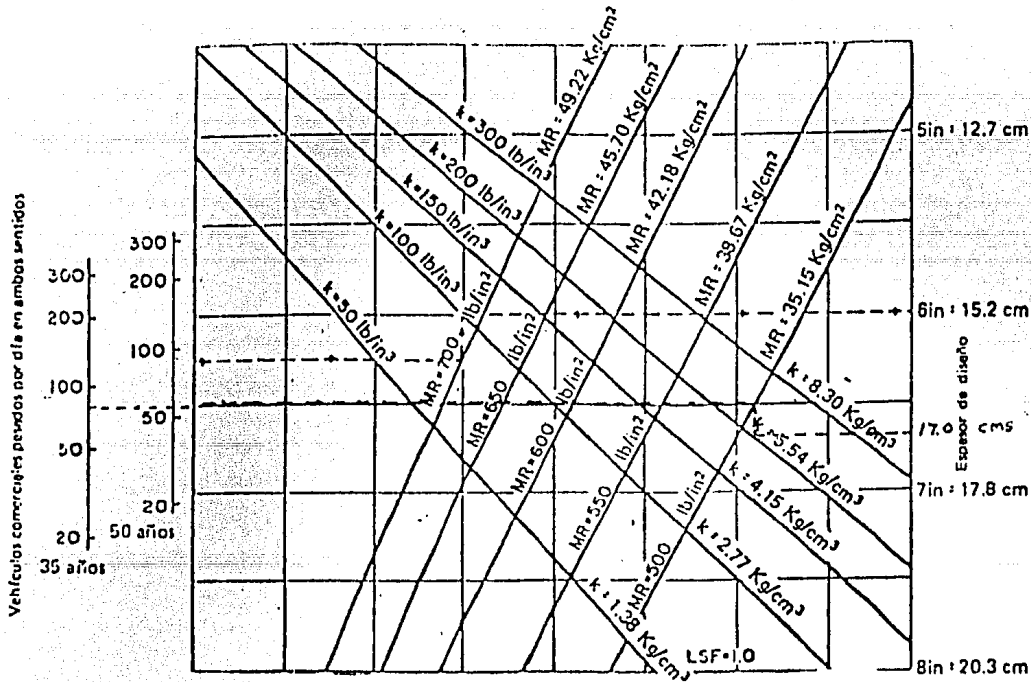 Vehículos comerciales pesados por día en ambos sentidos
300
200
100
50
20
35 años
300
200
100
50
20
50 años
k=300 lb/in³
k=200 lb/in³
k=150 lb/in³
k=100 lb/in³
k=50 lb/in³
MR = 49.22 Kg/cm²
MR = 45.70 Kg/cm²
MR = 42.18 Kg/cm²
MR = 38.67 Kg/cm²
MR = 35.15 Kg/cm²
MR = 700 lb/in²
MR = 650 lb/in²
MR = 600 lb/in²
MR = 550 lb/in²
MR = 500 lb/in²
k = 8.30 Kg/cm³
k = 5.54 Kg/cm³
k = 4.15 Kg/cm³
k = 2.77 Kg/cm³
k = 1.38 Kg/cm³
LSF=1.0
5in = 12.7 cm
6in = 15.2 cm
17.0 cms
7in = 17.8 cm
8in = 20.3 cm
Espesor de diseño